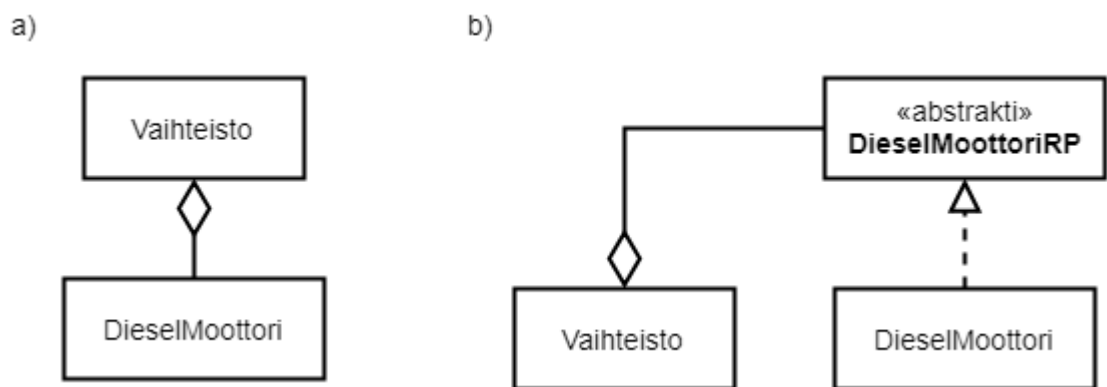 a)
Vaihteisto
DieselMoottori
b)
«abstrakti»
DieselMoottoriRP
Vaihteisto
DieselMoottori